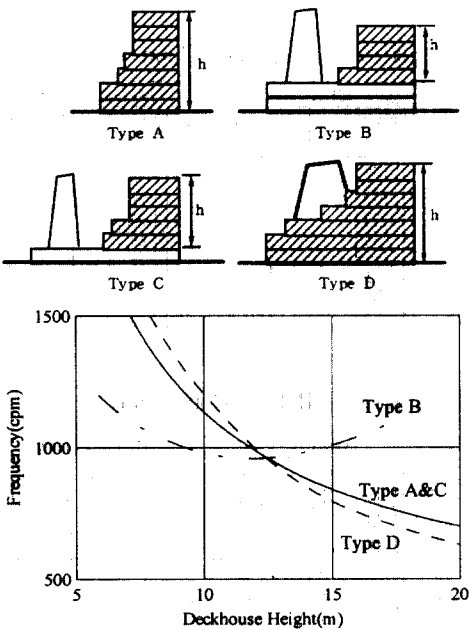 h
h
Type A
Type B
h
h
Type C
Type D
1500
1000
500
Frequency(cpm)
Type B
Type A&C
Type D
5
10
15
20
Deckhouse Height(m)